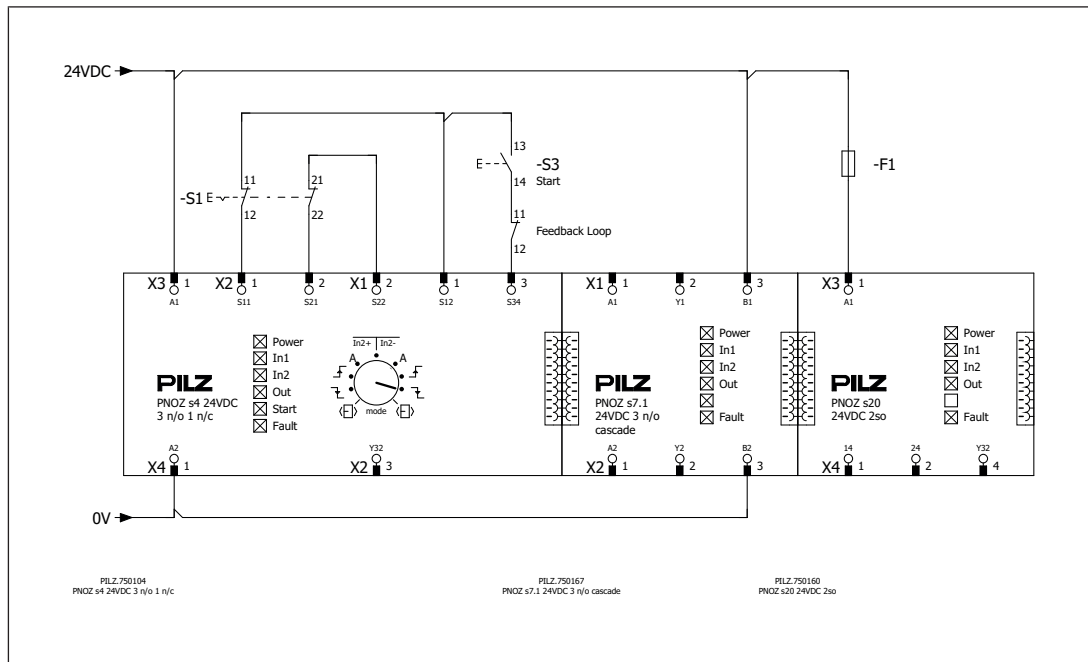 24VDC
13
-S3
14 Start
-F1
11 21
-S1 E
12 22
11
Feedback Loop
12
X3 1 X2 1 2 X1 2 1 3 X1 1 2 3 X3 1
A1 S11 S21 S22 S12 S34 A1 Y1 B1 A1
Power
In1
In2
Out
Start
Fault
In2+ In2-
A A
mode
PILZ
PNOZ s4 24VDC
3 n/o 1 n/c
Power
In1
In2
Out
Fault
PILZ
PNOZ s7.1
24VDC 3 n/o
cascade
Power
In1
In2
Out
Fault
PILZ
PNOZ s20
24VDC 2so
A2 Y32 A2 Y2 B2 14 24 Y32
X4 1 X2 3 X2 1 2 3 X4 1 2 4
0V
PILZ.750104
PNOZ s4 24VDC 3 n/o 1 n/c
PILZ.750167
PNOZ s7.1 24VDC 3 n/o cascade
PILZ.750160
PNOZ s20 24VDC 2so